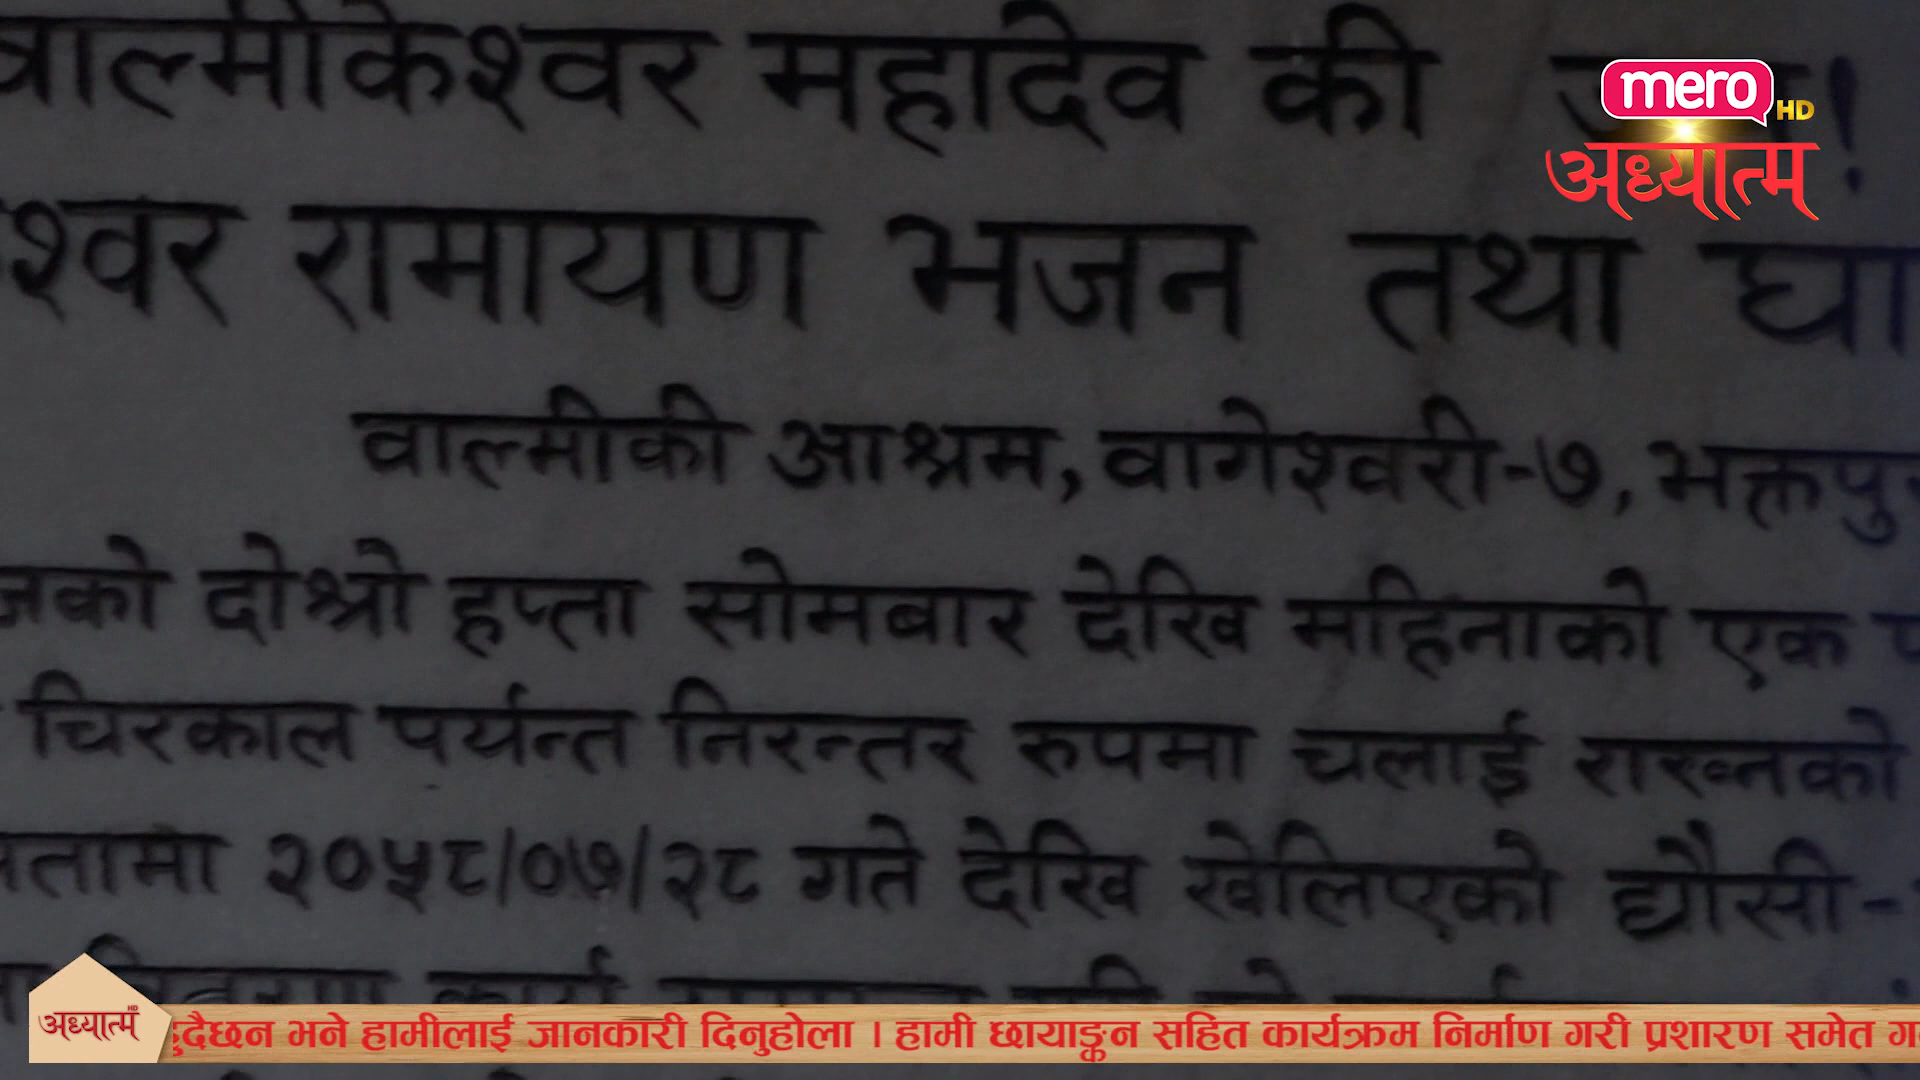 वाल्मीकेश्वर महादेव की
mero HD
अध्यात्म
श्वर रामायण भजन तथा घा
वाल्मीकी आश्रम, वागेश्वरी-७, भक्तपुर
जको दोश्रो हप्ता सोमबार देखि महिनाको एक
चिरकाल पर्यन्त निरन्तर रुपमा चलाई राख्नको
तामा २०५८/०७/२८ गते देखि खेलिएको द्यौसी-
वितरण कार्य
अध्यात्म HD
हुदैछन भने हामीलाई जानकारी दिनुहोला । हामी छायाङ्कन सहित कार्यक्रम निर्माण गरी प्रशारण समेत ग